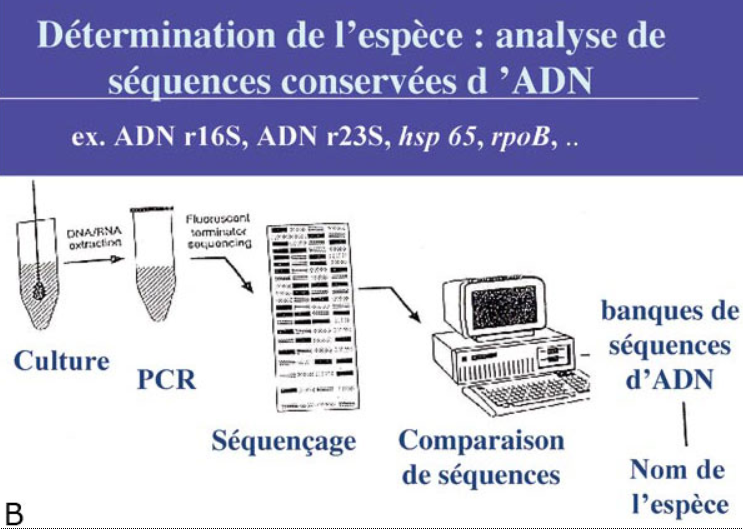 Détermination de l’espèce : analyse de
séquences conservées d ’ADN
ex. ADN r16S, ADN r23S, hsp 65, rpoB, ..
DNA/RNA
extraction
Fluorescent
terminator
sequencing
Culture
PCR
Séquençage
Comparaison
de séquences
banques de
séquences
d’ADN
Nom de
l’espèce
B